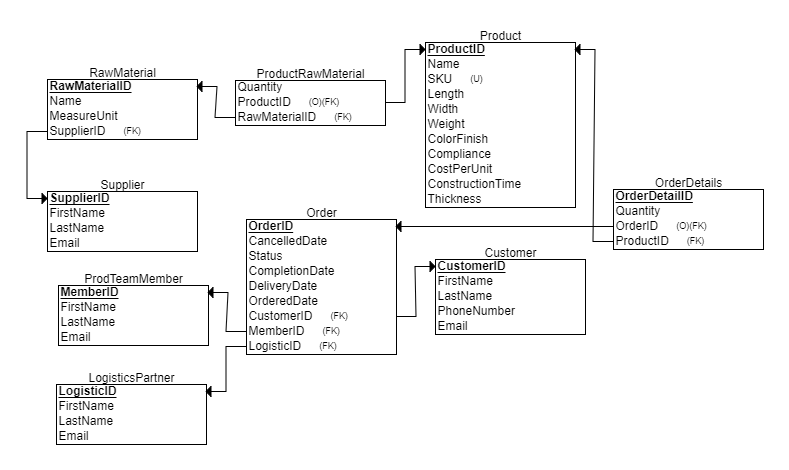 Product
ProductID
Name
SKU (U)
Length
Width
Weight
ColorFinish
Compliance
CostPerUnit
ConstructionTime
Thickness
RawMaterial
RawMaterialID
Name
MeasureUnit
SupplierID (FK)
ProductRawMaterial
Quantity
ProductID (O)(FK)
RawMaterialID (FK)
Supplier
SupplierID
FirstName
LastName
Email
OrderDetails
OrderDetailID
Quantity
OrderID (O)(FK)
ProductID (FK)
Order
OrderID
CancelledDate
Status
CompletionDate
DeliveryDate
OrderedDate
CustomerID (FK)
MemberID (FK)
LogisticID (FK)
Customer
CustomerID
FirstName
LastName
PhoneNumber
Email
ProdTeamMember
MemberID
FirstName
LastName
Email
LogisticsPartner
LogisticID
FirstName
LastName
Email